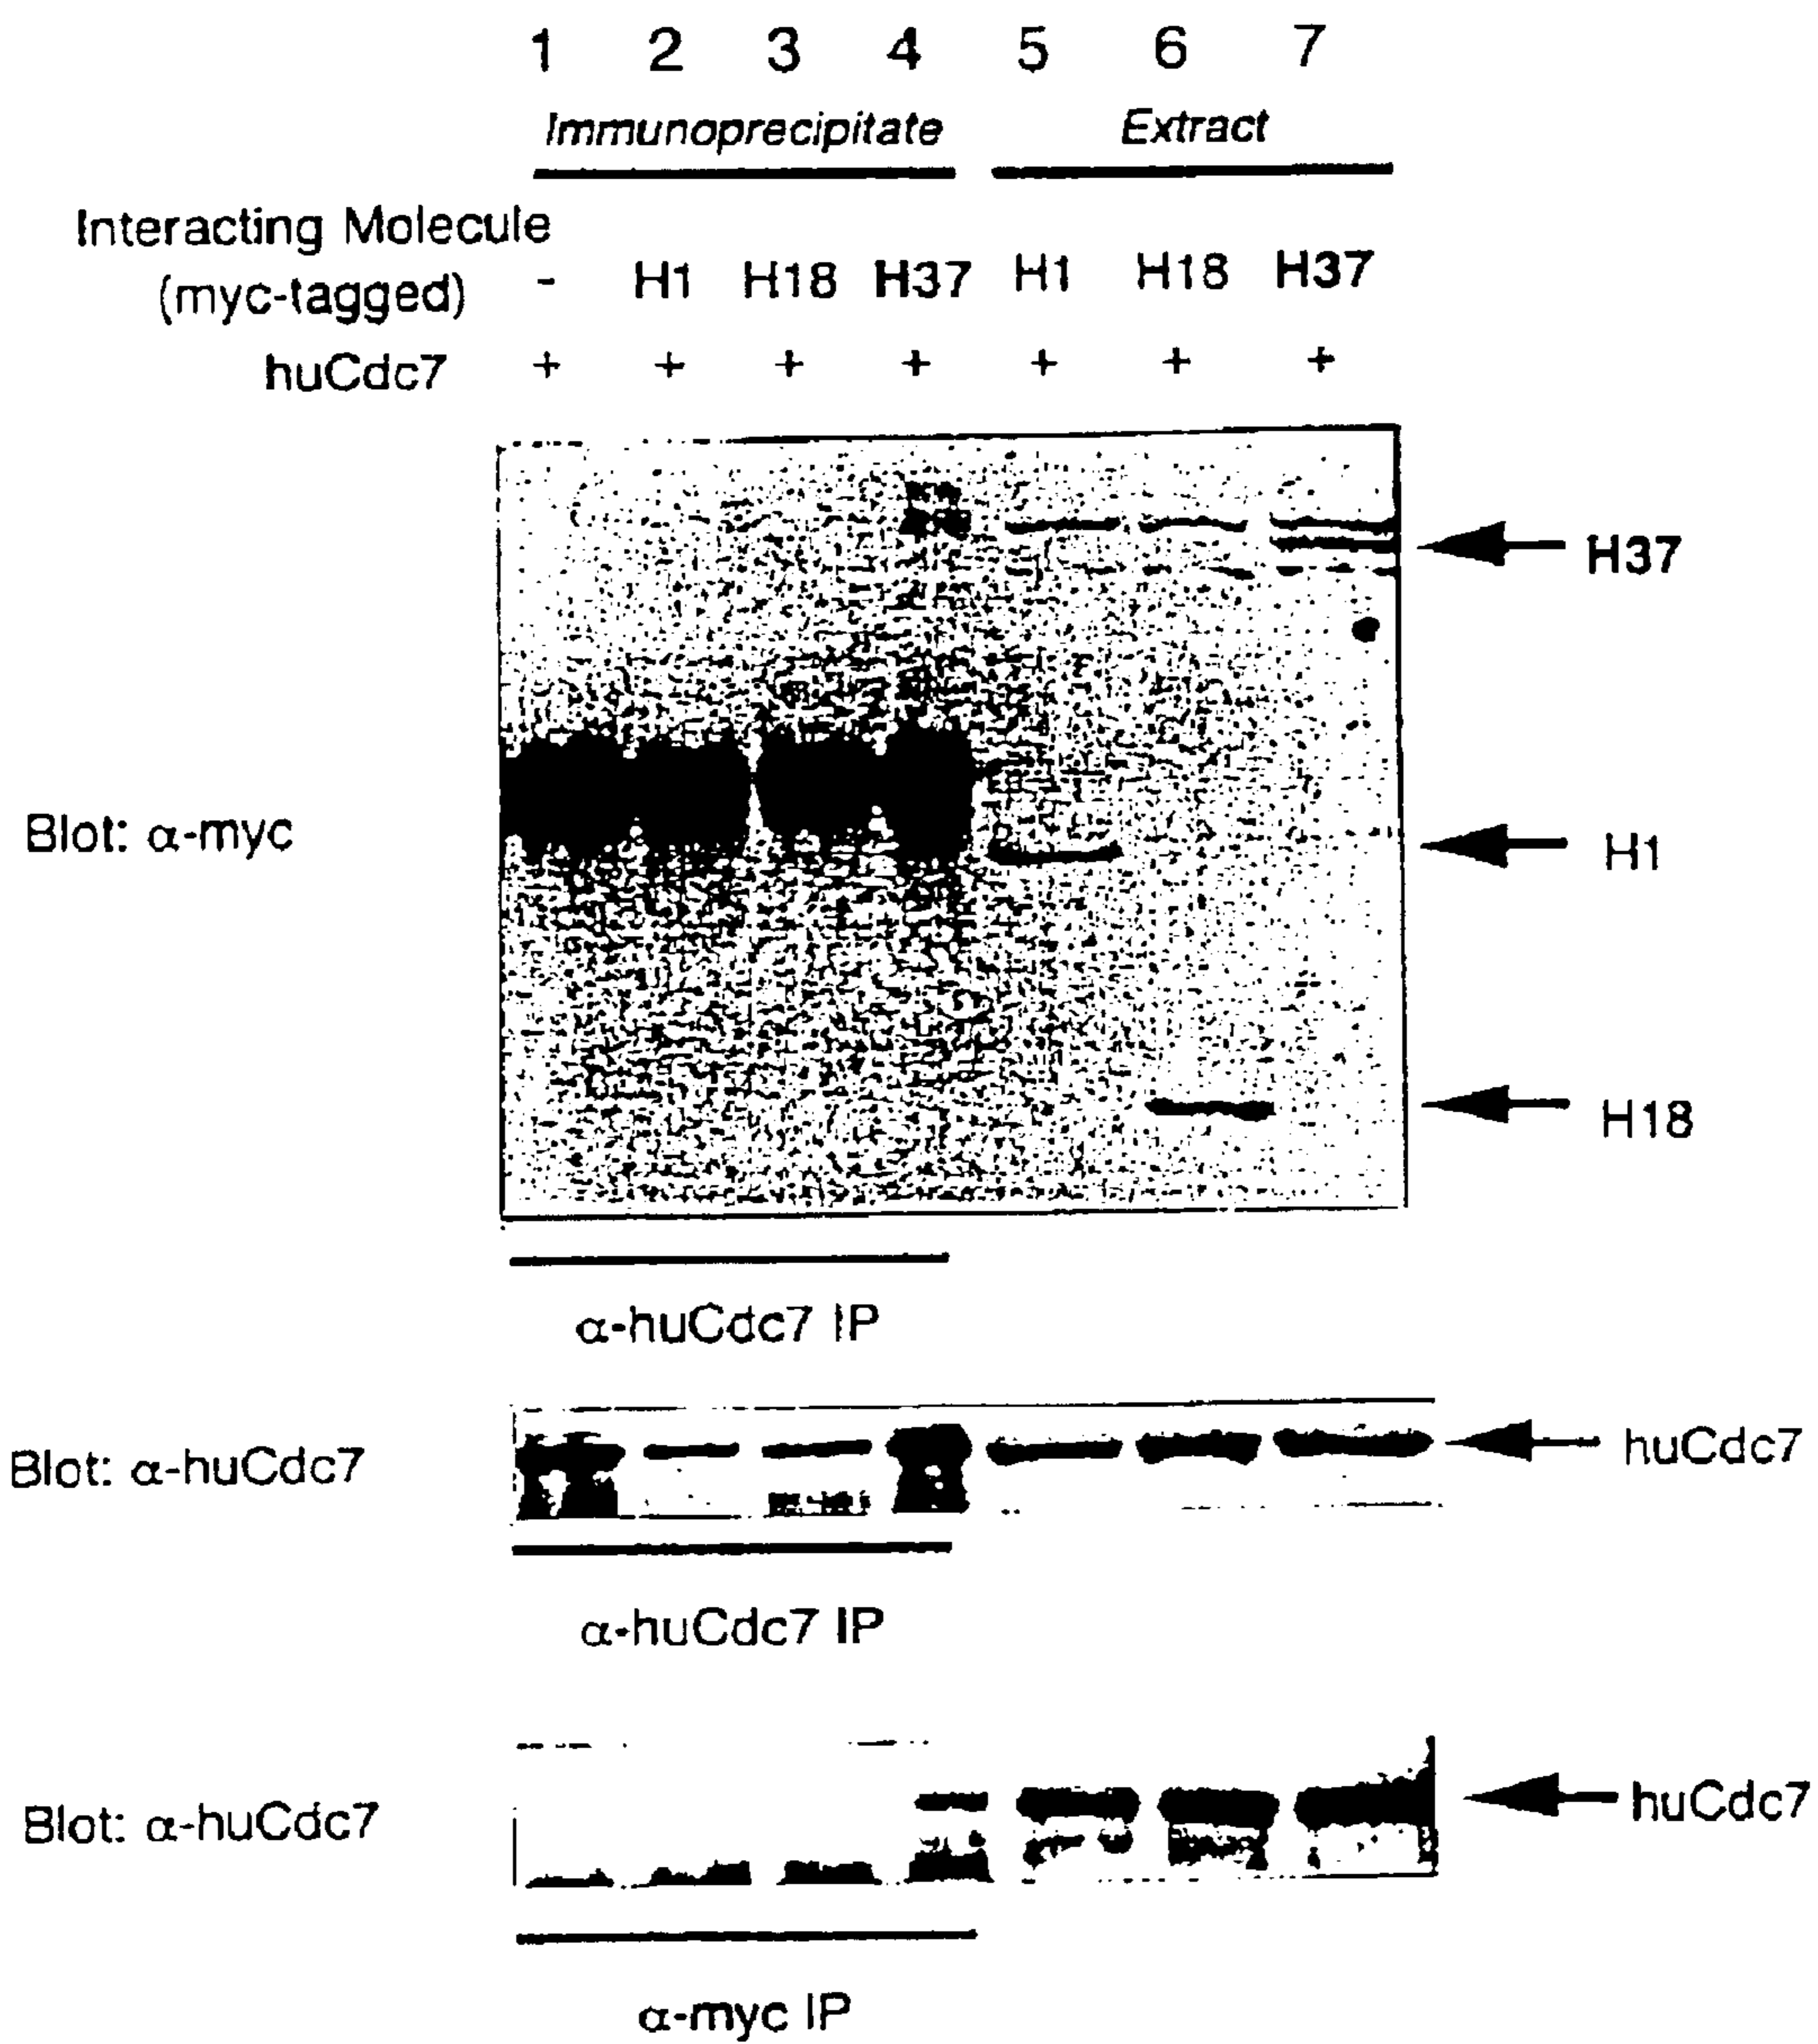 1 2 3 4 5 6 7
Immunoprecipitate Extract
Interacting Molecule
(myc-tagged) - H1 H18 H37 H1 H18 H37
huCdc7 + + + + + + +
H37
Blot: α-myc
H1
H18
α-huCdc7 IP
Blot: α-huCdc7
huCdc7
α-huCdc7 IP
Blot: α-huCdc7
huCdc7
α-myc IP